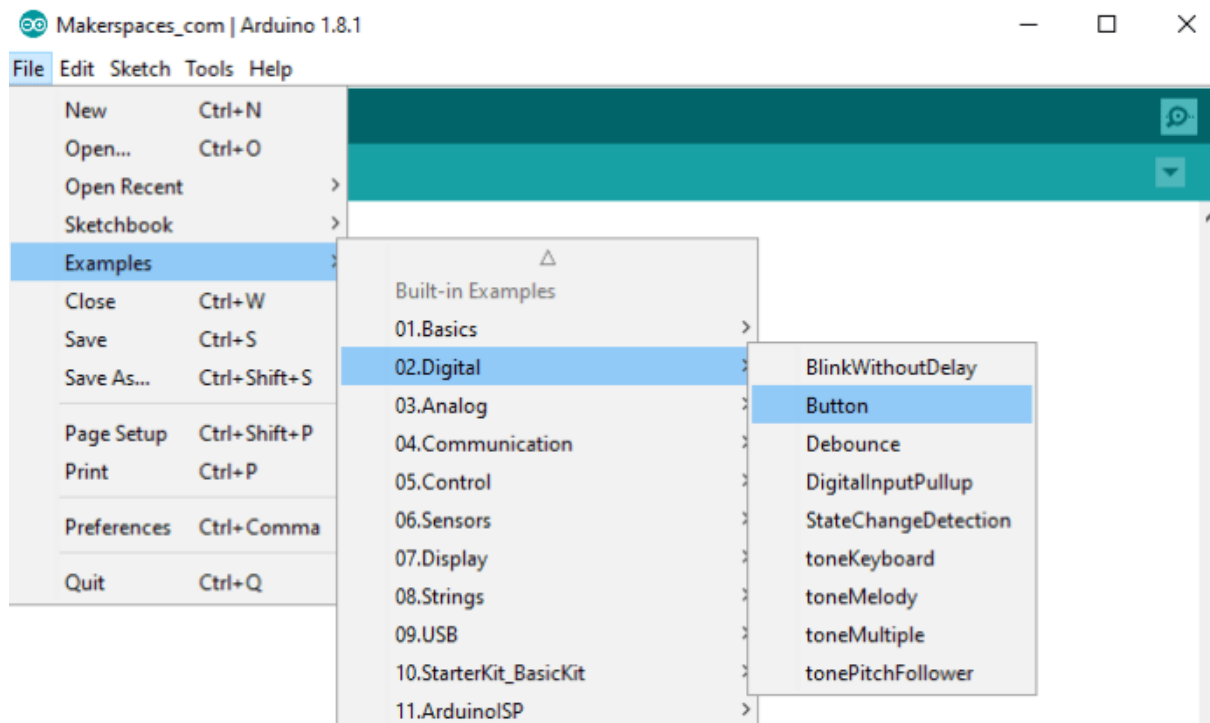 Makerspaces_com | Arduino 1.8.1
File Edit Sketch Tools Help
New Ctrl+N
Open... Ctrl+O
Open Recent
Sketchbook
Examples
Close Ctrl+W
Save Ctrl+S
Save As... Ctrl+Shift+S
Page Setup Ctrl+Shift+P
Print Ctrl+P
Preferences Ctrl+Comma
Quit Ctrl+Q
Built-in Examples
01.Basics
02.Digital
03.Analog
04.Communication
05.Control
06.Sensors
07.Display
08.Strings
09.USB
10.StarterKit_BasicKit
11.ArduinoISP
BlinkWithoutDelay
Button
Debounce
DigitalInputPullup
StateChangeDetection
toneKeyboard
toneMelody
toneMultiple
tonePitchFollower